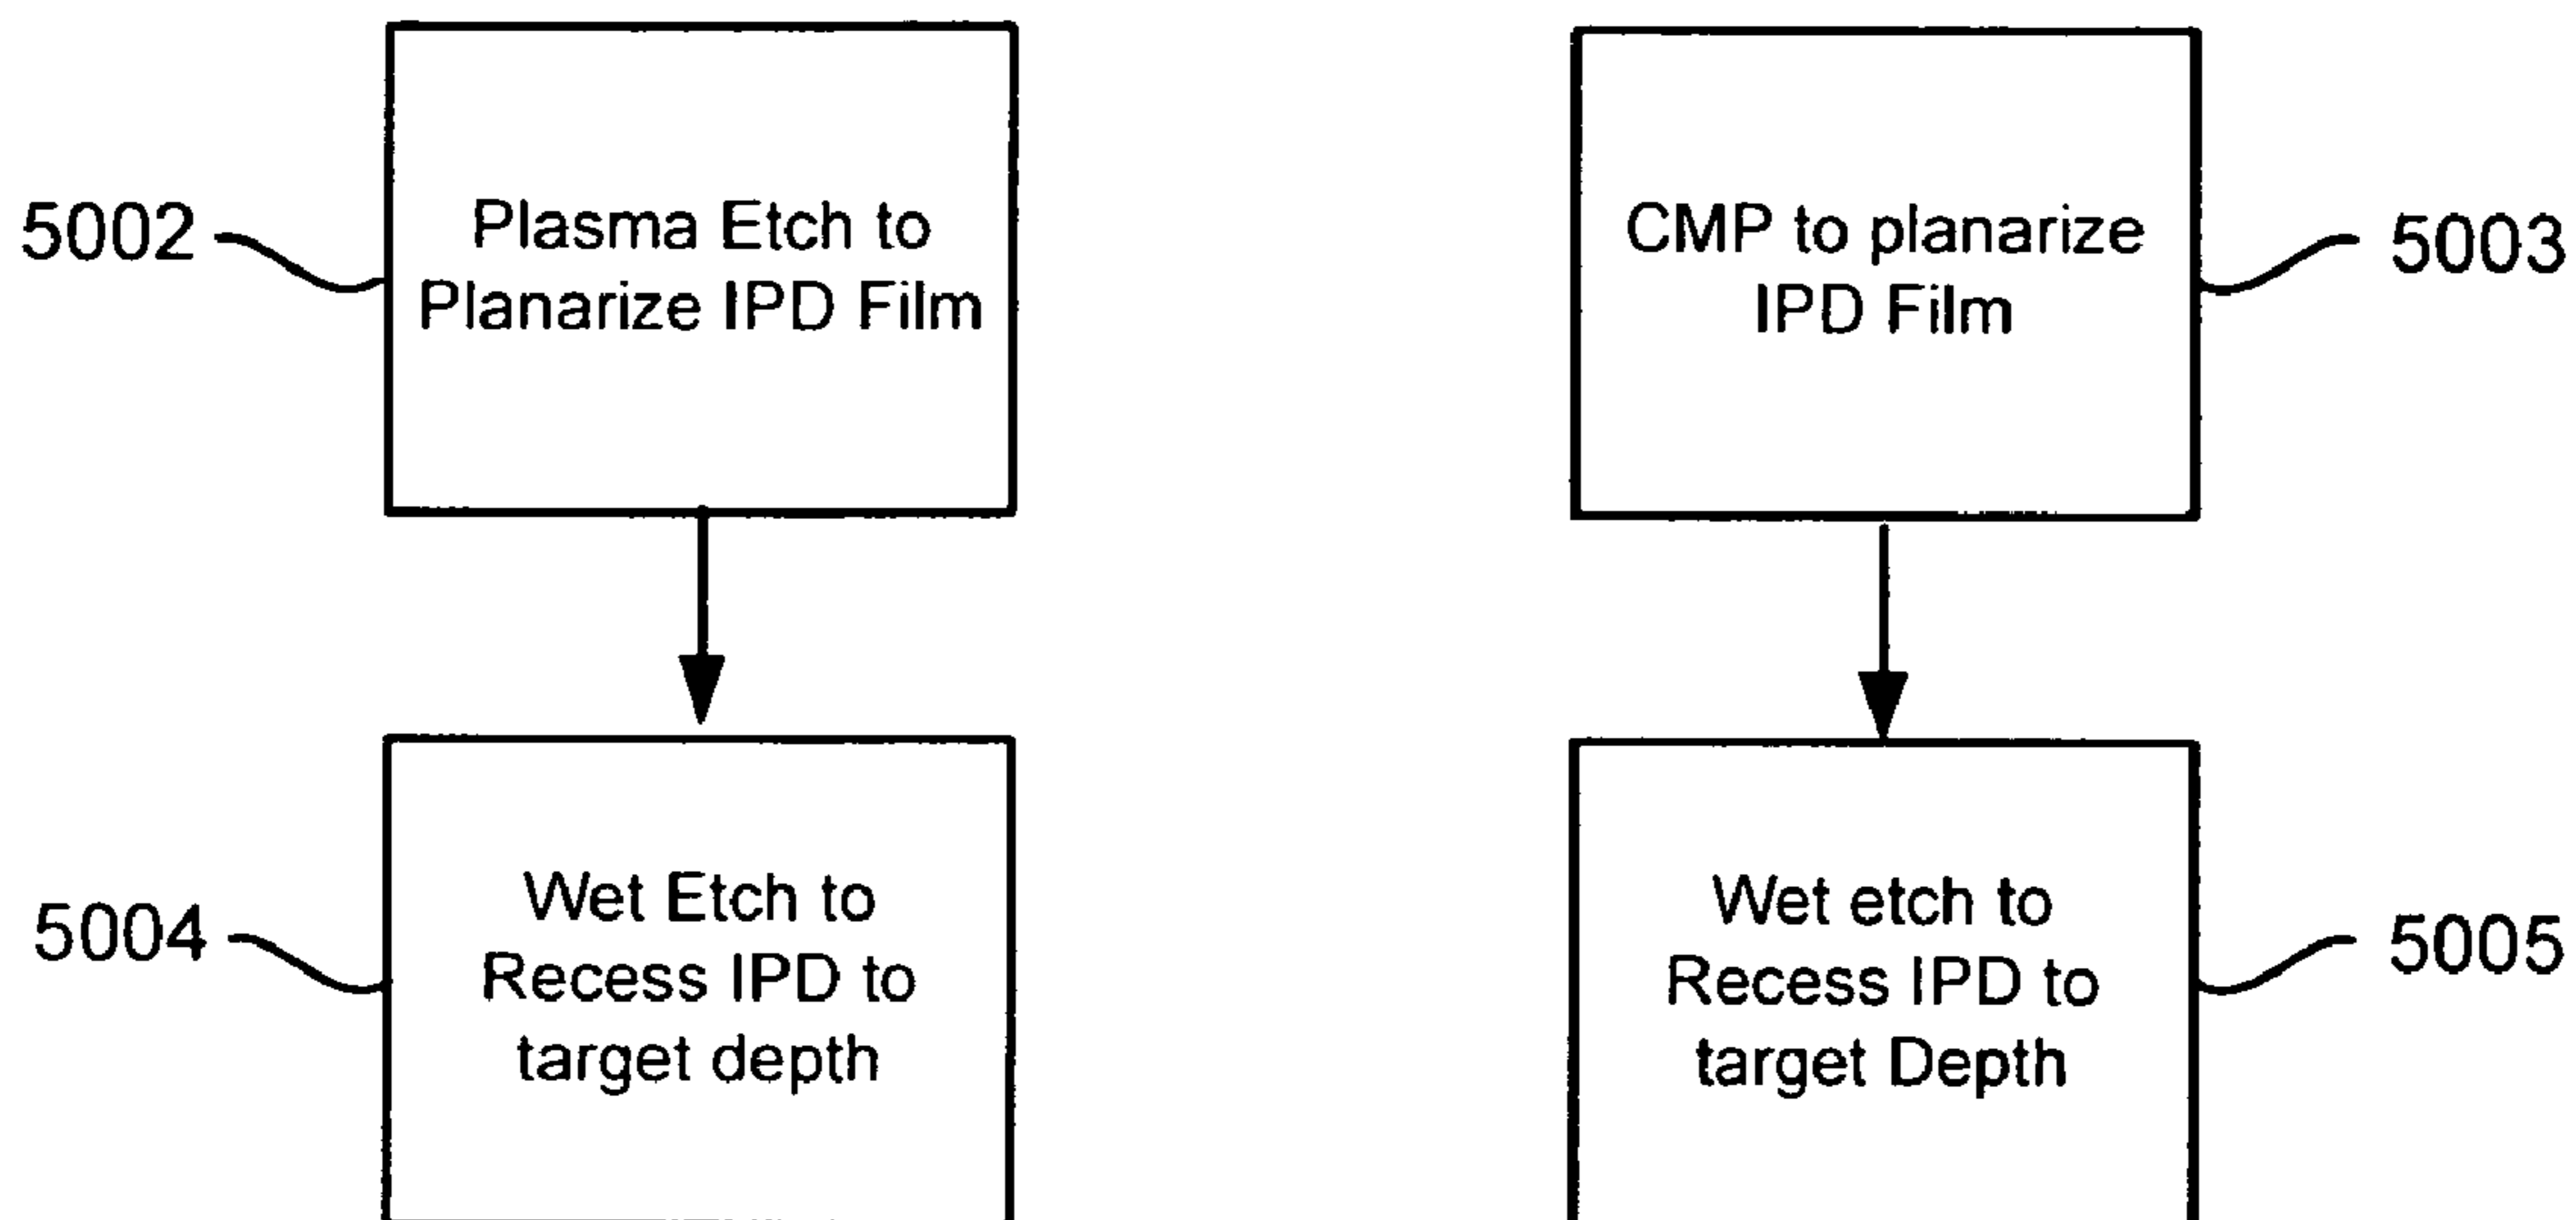 5002
Plasma Etch to
Planarize IPD Film
CMP to planarize
IPD Film
5003
5004
Wet Etch to
Recess IPD to
target depth
Wet etch to
Recess IPD to
target Depth
5005